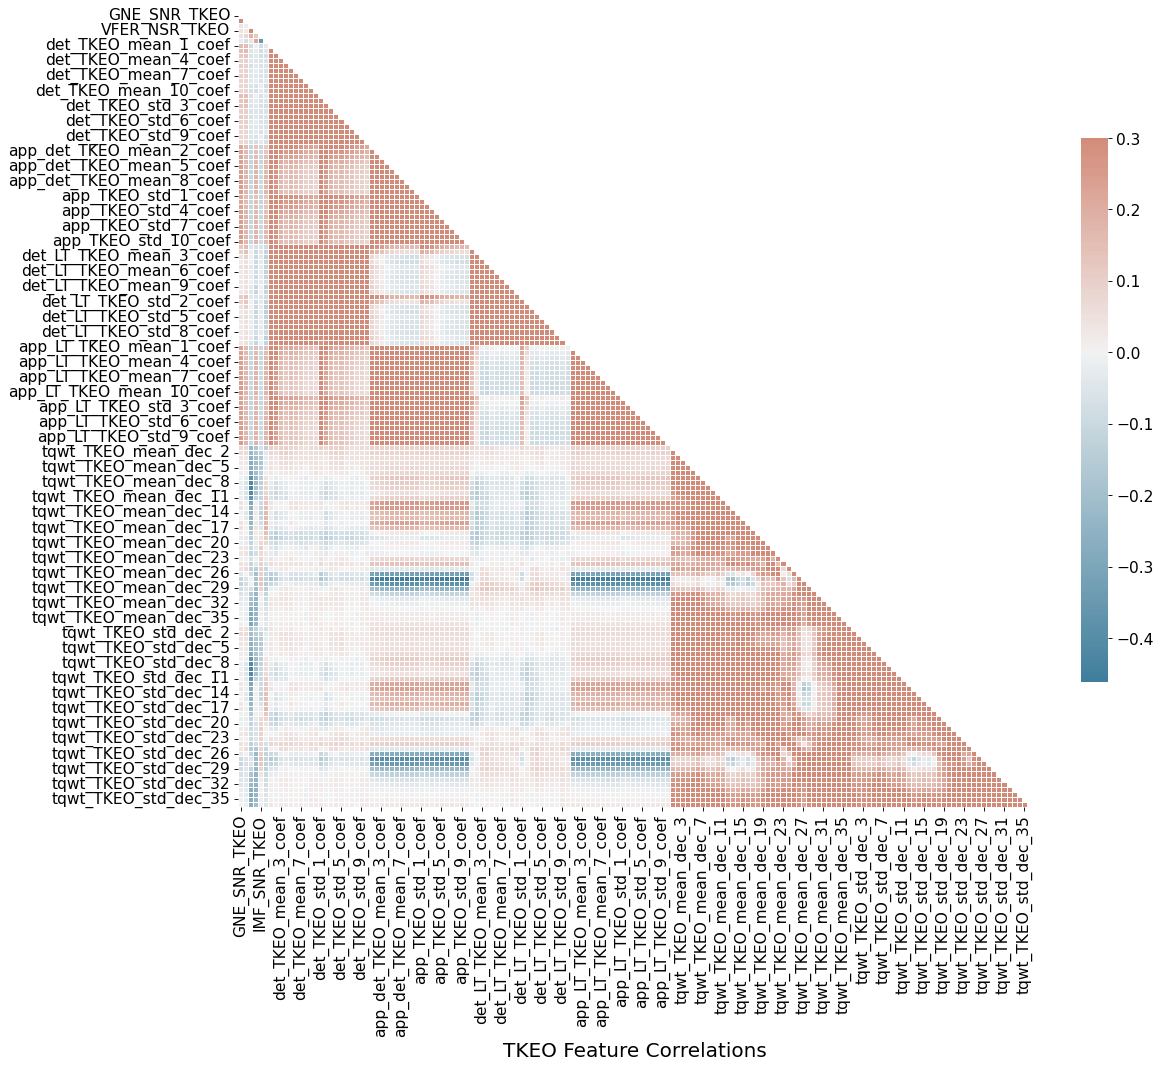 GNE_SNR_TKEO
VFER_NSR_TKEO
det_TKEO_mean_1_coef
det_TKEO_mean_4_coef
det_TKEO_mean_7_coef
det_TKEO_mean_10_coef
det_TKEO_std_3_coef
det_TKEO_std_6_coef
det_TKEO_std_9_coef
app_det_TKEO_mean_2_coef
app_det_TKEO_mean_5_coef
app_det_TKEO_mean_8_coef
app_TKEO_std_1_coef
app_TKEO_std_4_coef
app_TKEO_std_7_coef
app_TKEO_std_10_coef
det_LT_TKEO_mean_3_coef
det_LT_TKEO_mean_6_coef
det_LT_TKEO_mean_9_coef
det_LT_TKEO_std_2_coef
det_LT_TKEO_std_5_coef
det_LT_TKEO_std_8_coef
app_LT_TKEO_mean_1_coef
app_LT_TKEO_mean_4_coef
app_LT_TKEO_mean_7_coef
app_LT_TKEO_mean_10_coef
app_LT_TKEO_std_3_coef
app_LT_TKEO_std_6_coef
app_LT_TKEO_std_9_coef
tqwt_TKEO_mean_dec_2
tqwt_TKEO_mean_dec_5
tqwt_TKEO_mean_dec_8
tqwt_TKEO_mean_dec_11
tqwt_TKEO_mean_dec_14
tqwt_TKEO_mean_dec_17
tqwt_TKEO_mean_dec_20
tqwt_TKEO_mean_dec_23
tqwt_TKEO_mean_dec_26
tqwt_TKEO_mean_dec_29
tqwt_TKEO_mean_dec_32
tqwt_TKEO_mean_dec_35
tqwt_TKEO_std_dec_2
tqwt_TKEO_std_dec_5
tqwt_TKEO_std_dec_8
tqwt_TKEO_std_dec_11
tqwt_TKEO_std_dec_14
tqwt_TKEO_std_dec_17
tqwt_TKEO_std_dec_20
tqwt_TKEO_std_dec_23
tqwt_TKEO_std_dec_26
tqwt_TKEO_std_dec_29
tqwt_TKEO_std_dec_32
tqwt_TKEO_std_dec_35
GNE_SNR_TKEO
IMF_SNR_TKEO
det_TKEO_mean_3_coef
det_TKEO_mean_7_coef
det_TKEO_std_1_coef
det_TKEO_std_5_coef
det_TKEO_std_9_coef
app_det_TKEO_mean_3_coef
app_det_TKEO_mean_7_coef
app_TKEO_std_1_coef
app_TKEO_std_5_coef
app_TKEO_std_9_coef
det_LT_TKEO_mean_3_coef
det_LT_TKEO_mean_7_coef
det_LT_TKEO_std_1_coef
det_LT_TKEO_std_5_coef
det_LT_TKEO_std_9_coef
app_LT_TKEO_mean_3_coef
app_LT_TKEO_mean_7_coef
app_LT_TKEO_std_1_coef
app_LT_TKEO_std_5_coef
app_LT_TKEO_std_9_coef
tqwt_TKEO_mean_dec_3
tqwt_TKEO_mean_dec_7
tqwt_TKEO_mean_dec_11
tqwt_TKEO_mean_dec_15
tqwt_TKEO_mean_dec_19
tqwt_TKEO_mean_dec_23
tqwt_TKEO_mean_dec_27
tqwt_TKEO_mean_dec_31
tqwt_TKEO_mean_dec_35
tqwt_TKEO_std_dec_3
tqwt_TKEO_std_dec_7
tqwt_TKEO_std_dec_11
tqwt_TKEO_std_dec_15
tqwt_TKEO_std_dec_19
tqwt_TKEO_std_dec_23
tqwt_TKEO_std_dec_27
tqwt_TKEO_std_dec_31
tqwt_TKEO_std_dec_35
TKEO Feature Correlations
0.3
0.2
0.1
0.0
−0.1
−0.2
−0.3
−0.4